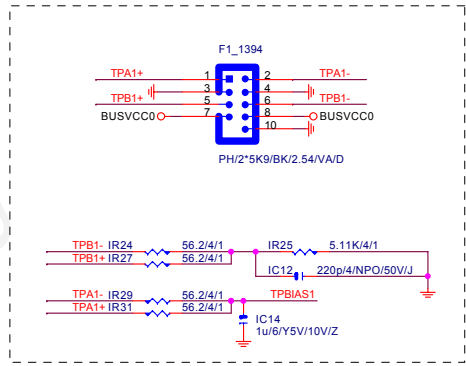 F1_1394
TPA1+ 1 2 TPA1-
3 4
TPB1+ 5 6 TPB1-
BUSVCC0 7 8 BUSVCC0
10
PH/2*5K9/BK/2.54/VA/D
TPB1- IR24 56.2/4/1 IR25 5.11K/4/1
TPB1+ IR27 56.2/4/1
IC12 220p/4/NPO/50V/J
TPA1- IR29 56.2/4/1 TPBIAS1
TPA1+ IR31 56.2/4/1
IC14
1u/6/Y5V/10V/Z